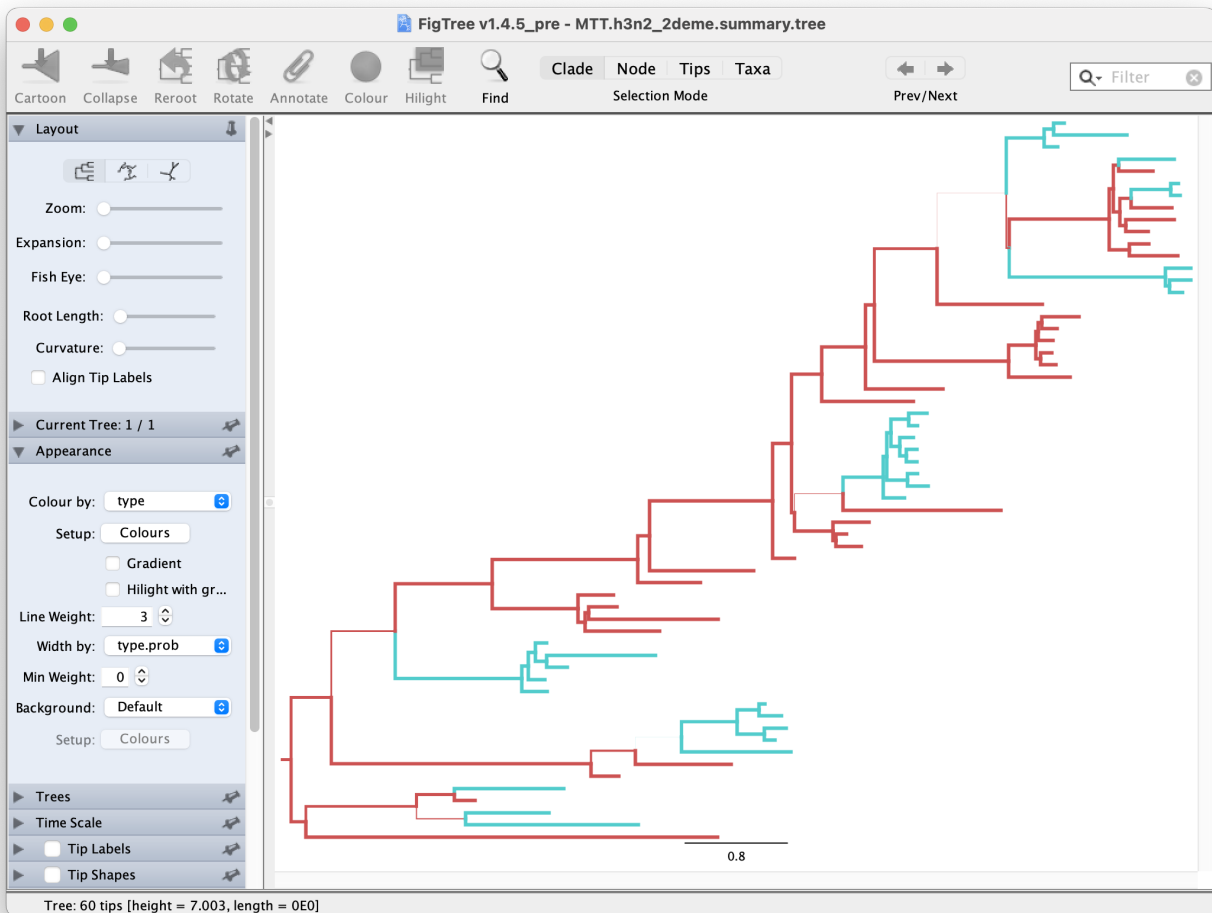 FigTree v1.4.5_pre - MTT.h3n2_2deme.summary.tree
Cartoon Collapse Reroot Rotate Annotate Colour Hilight Find
Clade Node Tips Taxa
Selection Mode
Prev/Next
Filter
Layout
Zoom:
Expansion:
Fish Eye:
Root Length:
Curvature:
Align Tip Labels
Current Tree: 1 / 1
Appearance
Colour by: type
Setup: Colours
Gradient
Hilight with gr...
Line Weight: 3
Width by: type.prob
Min Weight: 0
Background: Default
Setup: Colours
Trees
Time Scale
Tip Labels
Tip Shapes
0.8
Tree: 60 tips [height = 7.003, length = 0E0]